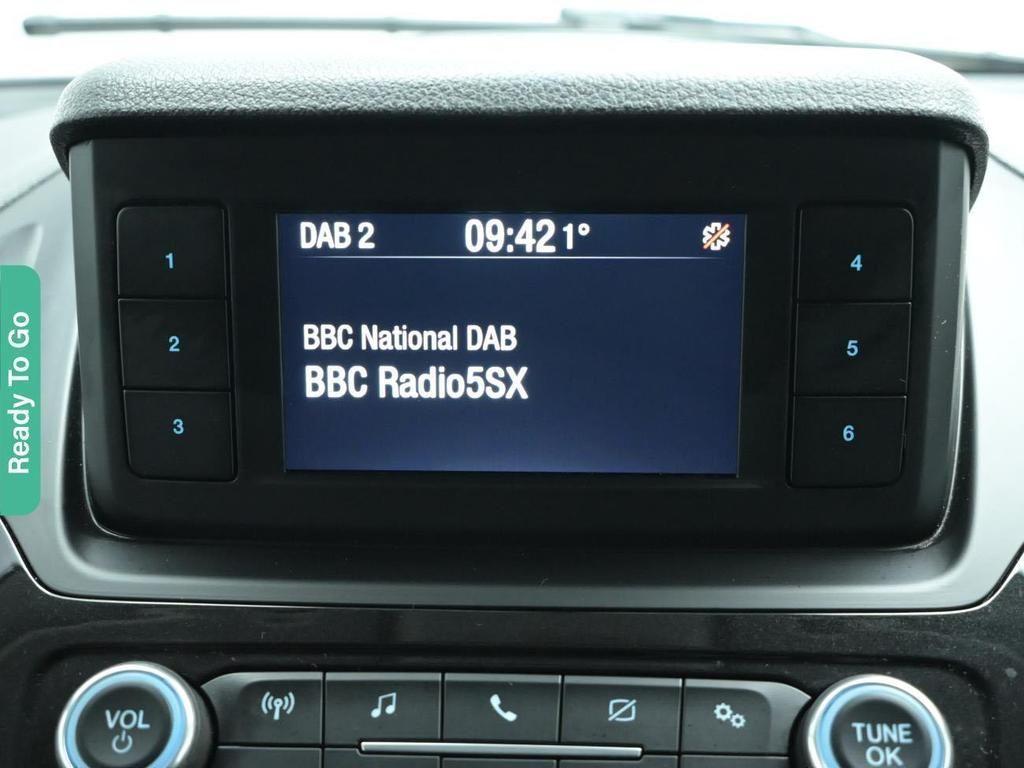 DAB 2 09:42 1°
BBC National DAB
BBC Radio5SX
1
2
3
4
5
6
Ready To Go
VOL
TUNE
OK